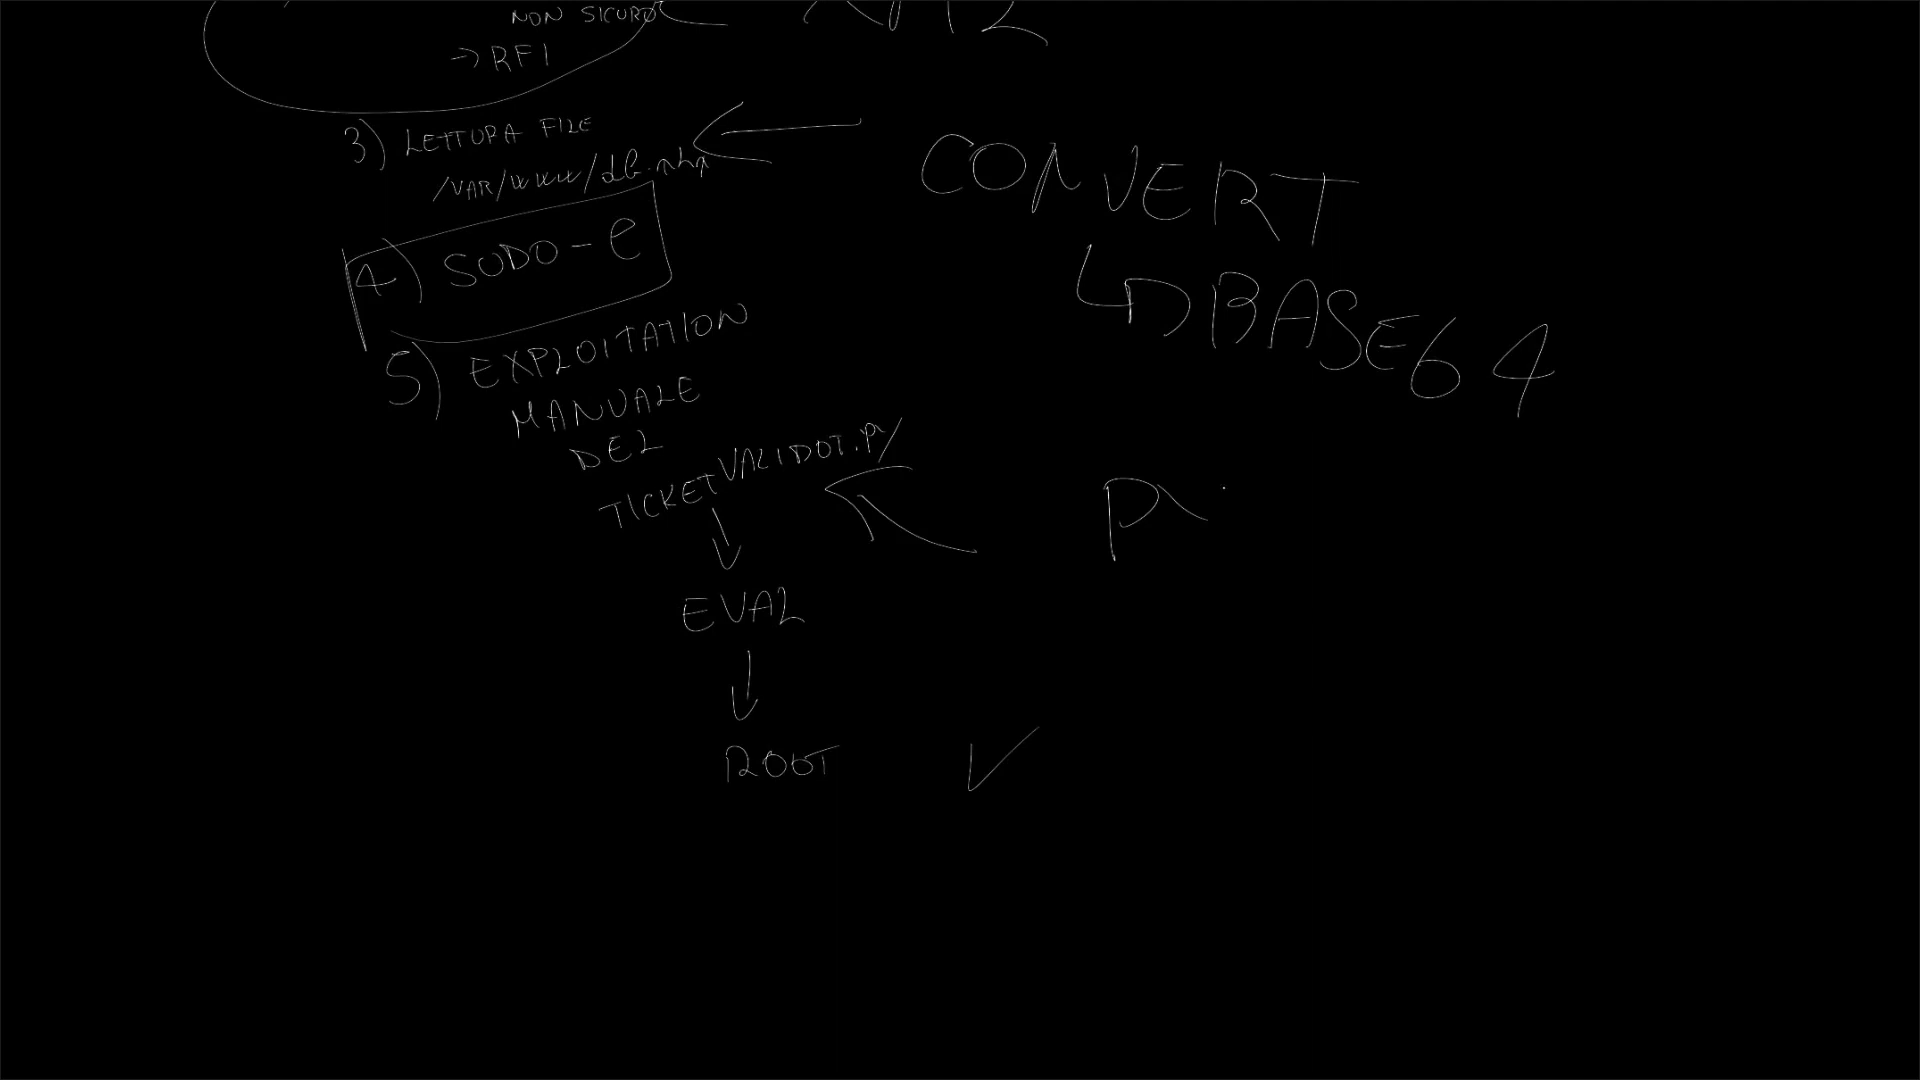 NON SICURO
→ RFI
3) LETTURA FILE
/VAR/WWW/db.php
4) SUDO - e
5) EXPLOITATION
MANUALE
DEL
TICKETVALIDOT.PY
EVAL
ROOT
CONVERT
BASE64